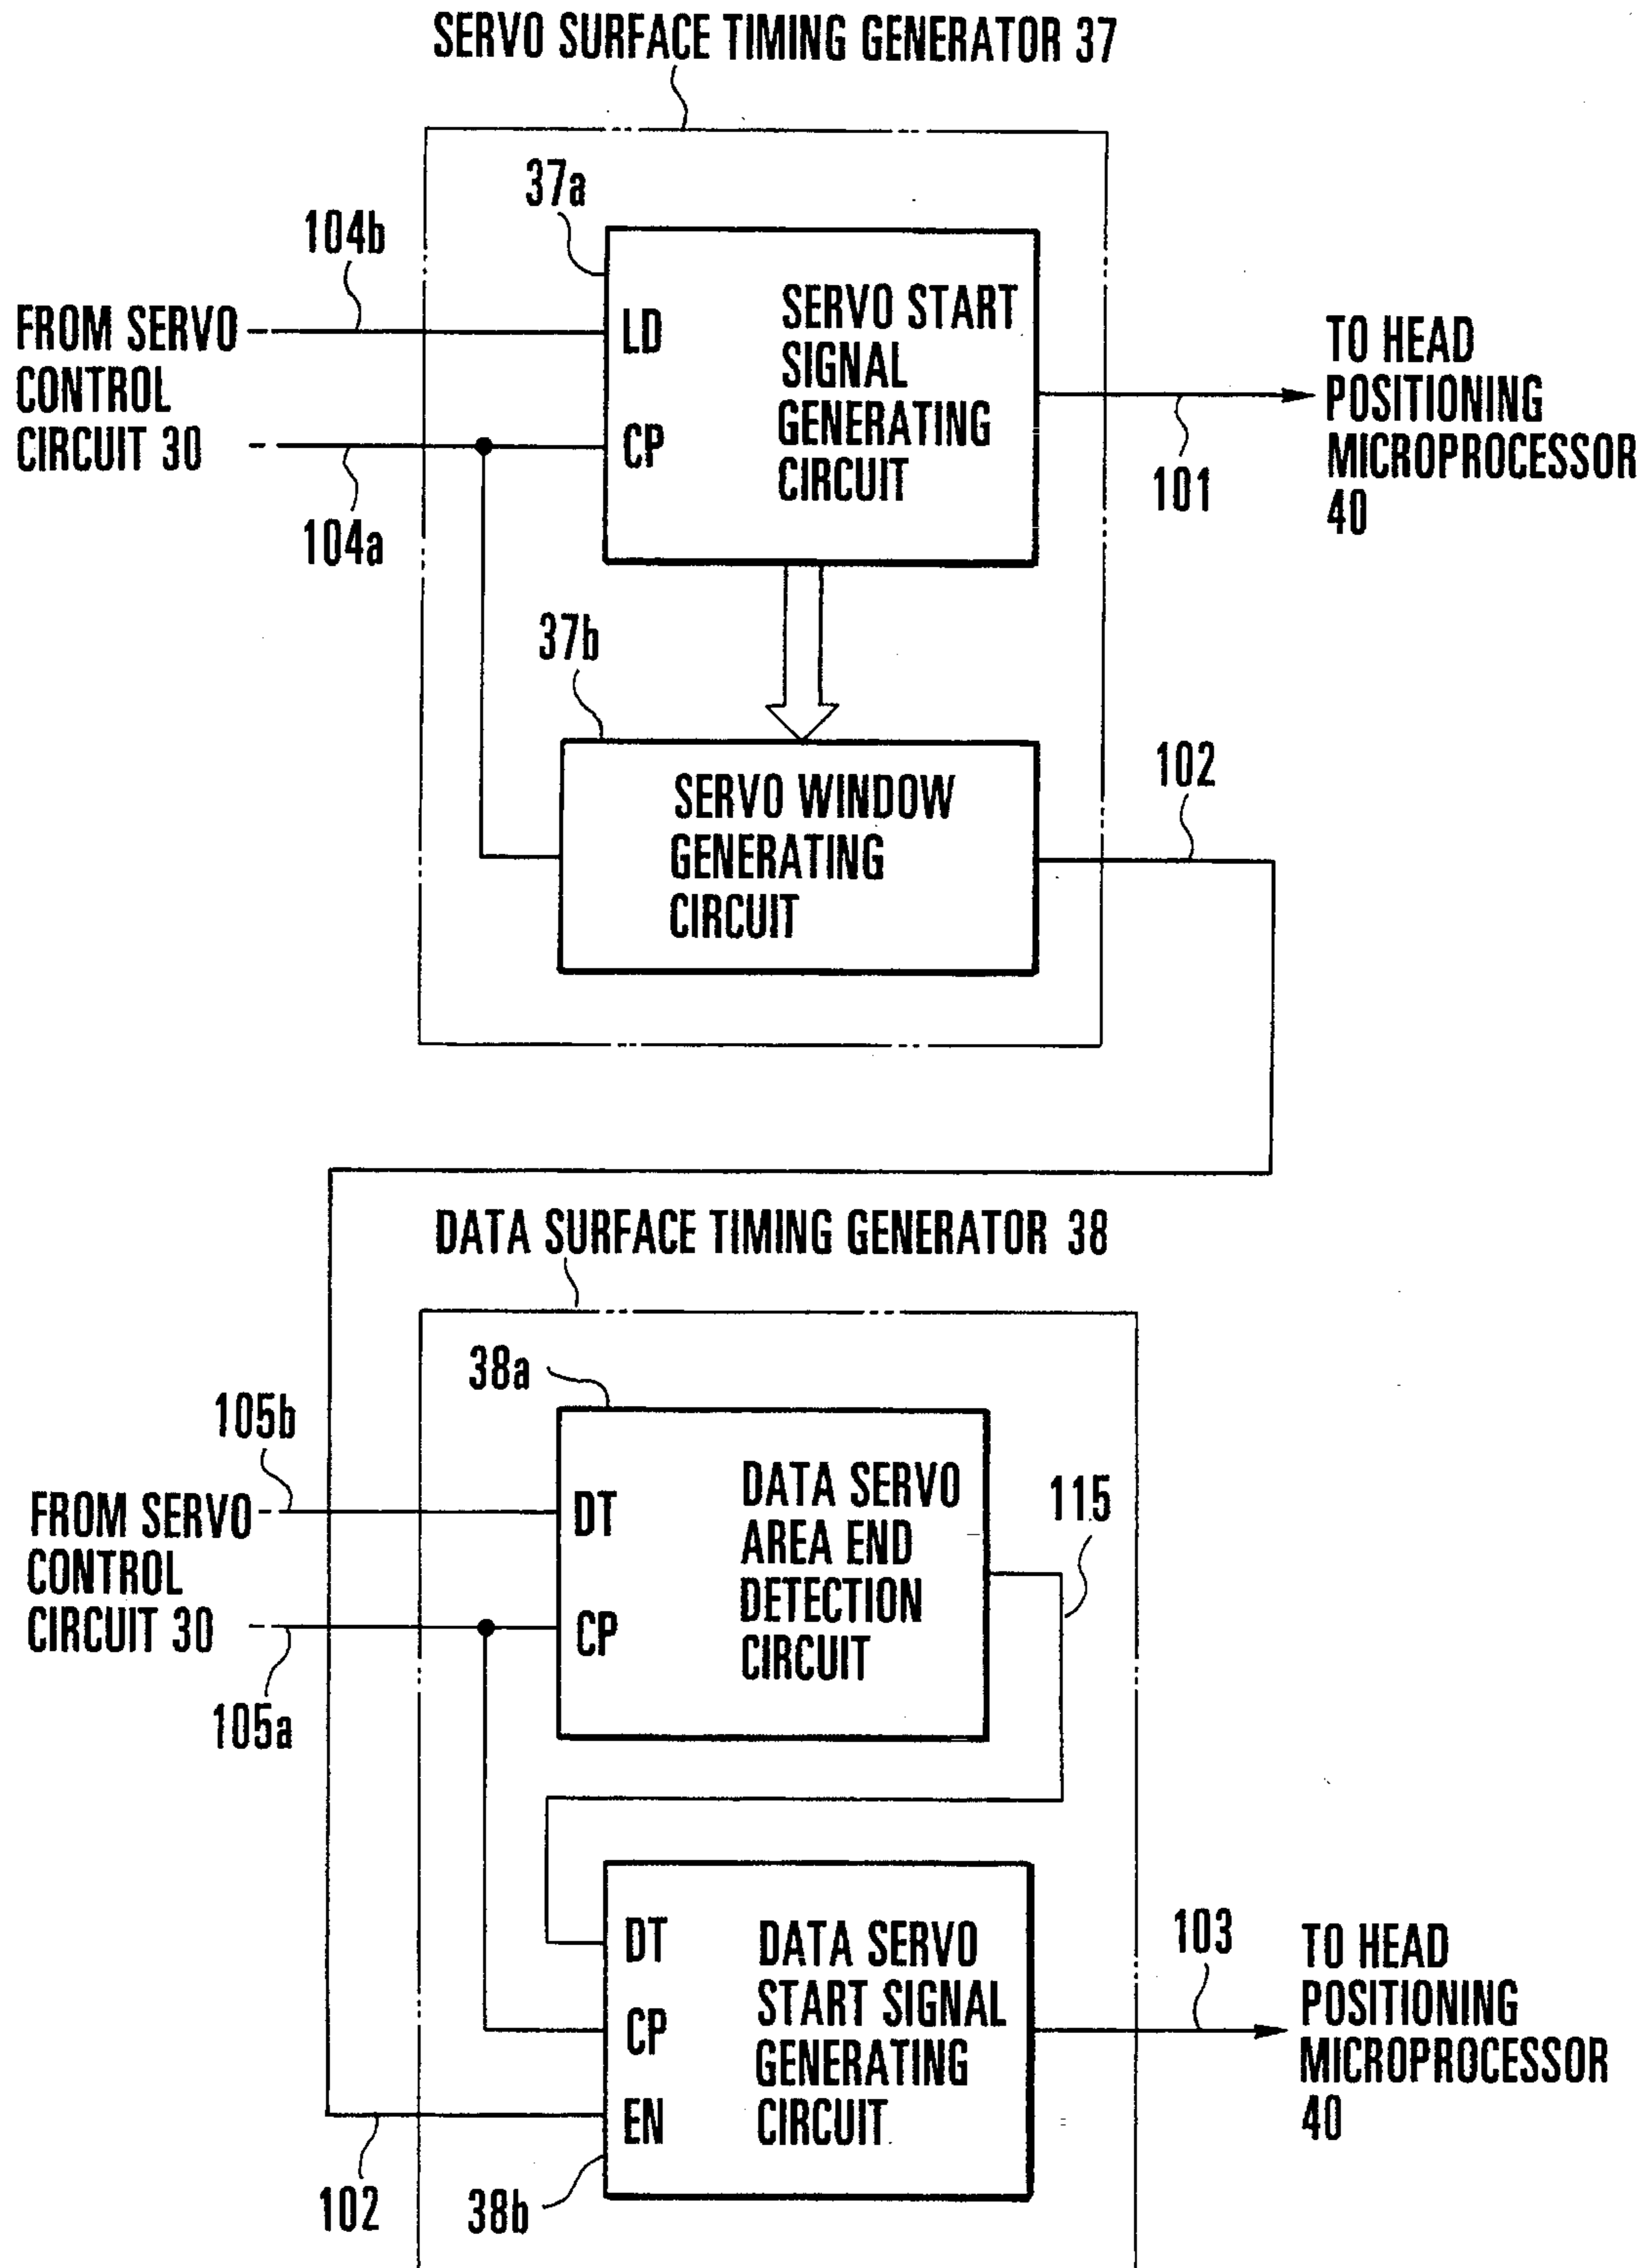 SERVO SURFACE TIMING GENERATOR 37
37a
104b
FROM SERVO
CONTROL
CIRCUIT 30
104a
LD
CP
SERVO START
SIGNAL
GENERATING
CIRCUIT
101
TO HEAD
POSITIONING
MICROPROCESSOR
40
37b
SERVO WINDOW
GENERATING
CIRCUIT
102
DATA SURFACE TIMING GENERATOR 38
38a
105b
FROM SERVO
CONTROL
CIRCUIT 30
105a
DT
CP
DATA SERVO
AREA END
DETECTION
CIRCUIT
115
DT
CP
EN
DATA SERVO
START SIGNAL
GENERATING
CIRCUIT
103
TO HEAD
POSITIONING
MICROPROCESSOR
40
102
38b